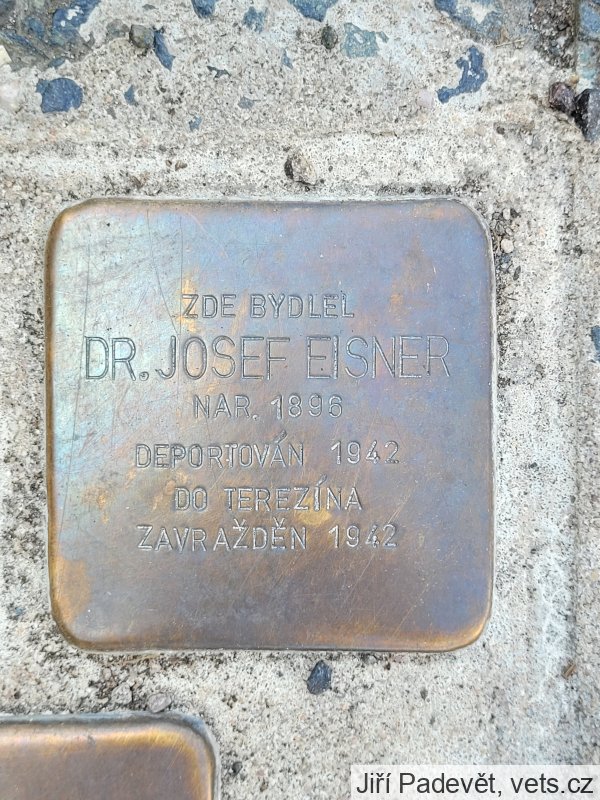 ZDE BYDLEL
DR. JOSEF EISNER
NAR. 1896
DEPORTOVÁN 1942
DO TEREZÍNA
ZAVRAŽDĚN 1942
Jiří Padevět, vets.cz